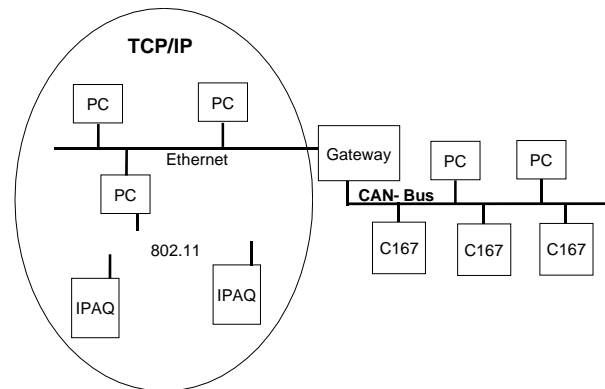 TCP/IP
PC
PC
Ethernet
PC
802.11
IPAQ
IPAQ
Gateway
PC
PC
CAN- Bus
C167
C167
C167